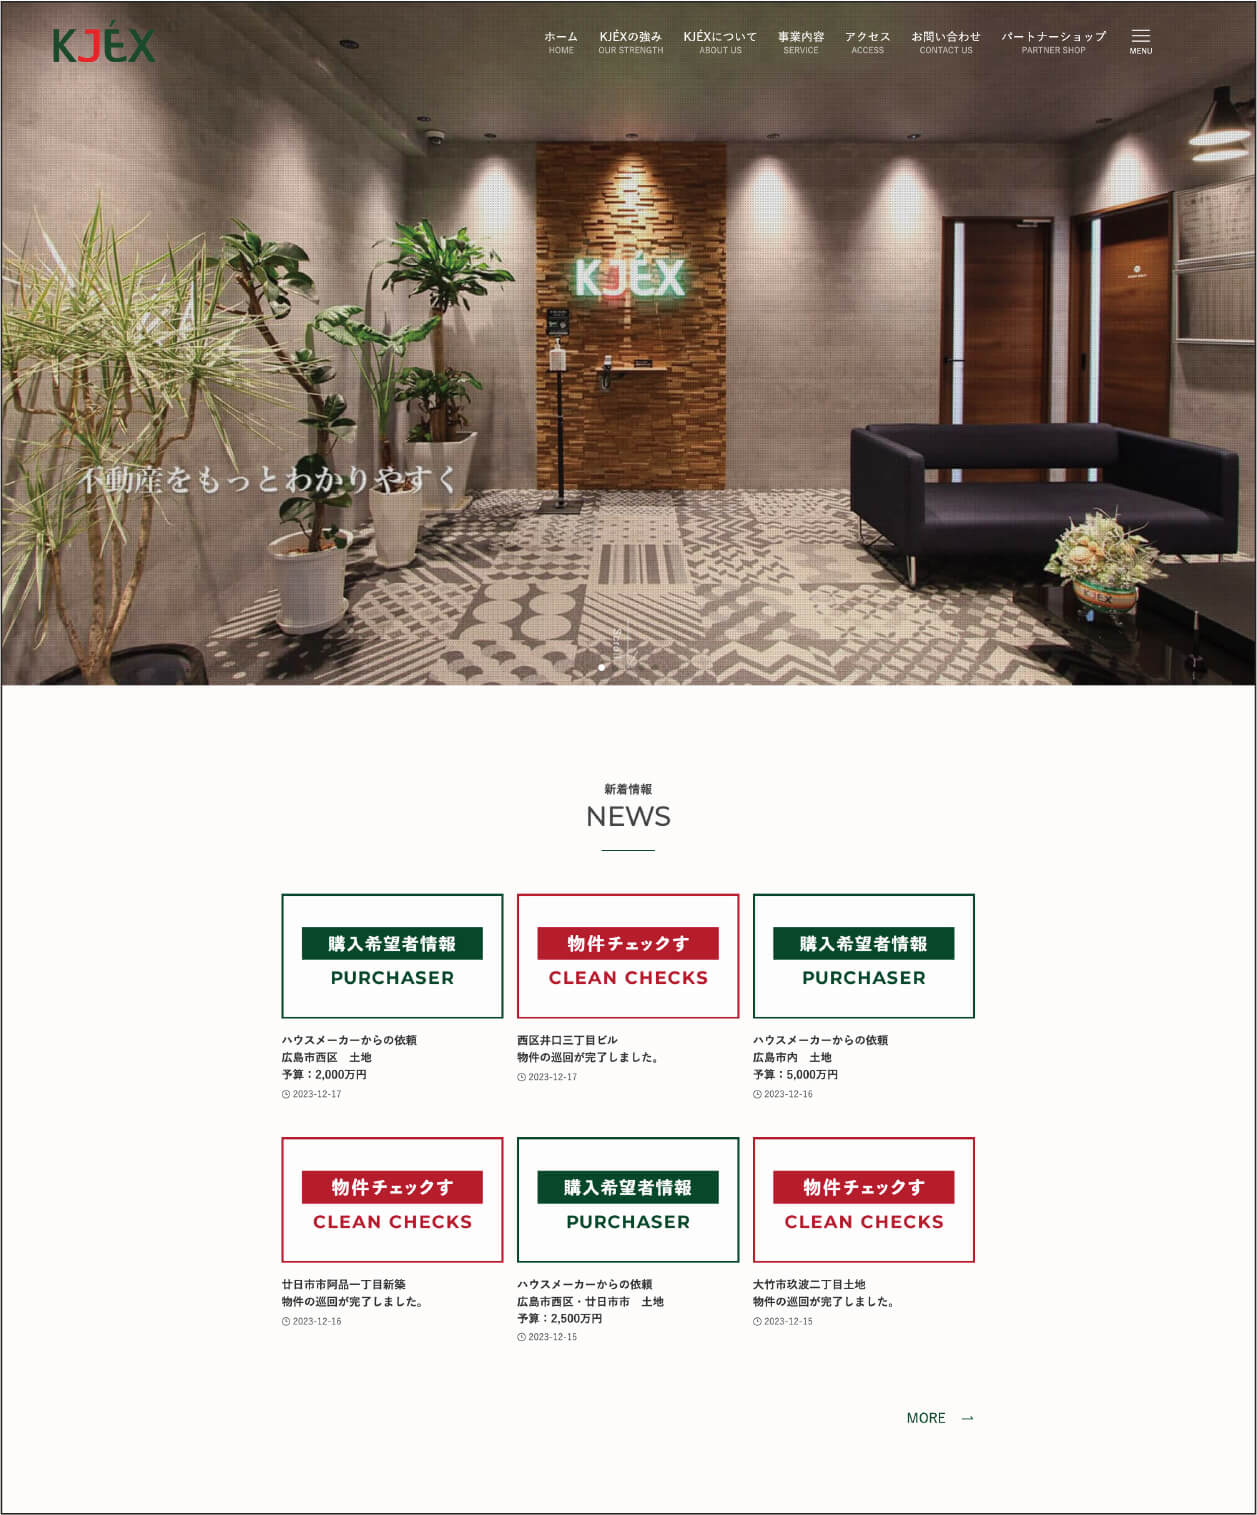 KJÉX
ホーム
HOME
KJÉXの強み
OUR STRENGTH
KJÉXについて
ABOUT US
事業内容
SERVICE
アクセス
ACCESS
お問い合わせ
CONTACT US
パートナーショップ
PARTNER SHOP
MENU
KJÉX
不動産をもっとわかりやすく
KJÉX
新着情報
NEWS
購入希望者情報
PURCHASER
ハウスメーカーからの依頼
広島市西区　土地
予算：2,000万円
2023-12-17
物件チェックす
CLEAN CHECKS
西区井口三丁目ビル
物件の巡回が完了しました。
2023-12-17
購入希望者情報
PURCHASER
ハウスメーカーからの依頼
広島市内　土地
予算：5,000万円
2023-12-16
物件チェックす
CLEAN CHECKS
廿日市市阿品一丁目新築
物件の巡回が完了しました。
2023-12-16
購入希望者情報
PURCHASER
ハウスメーカーからの依頼
広島市西区・廿日市市　土地
予算：2,500万円
2023-12-15
物件チェックす
CLEAN CHECKS
大竹市玖波二丁目土地
物件の巡回が完了しました。
2023-12-15
MORE